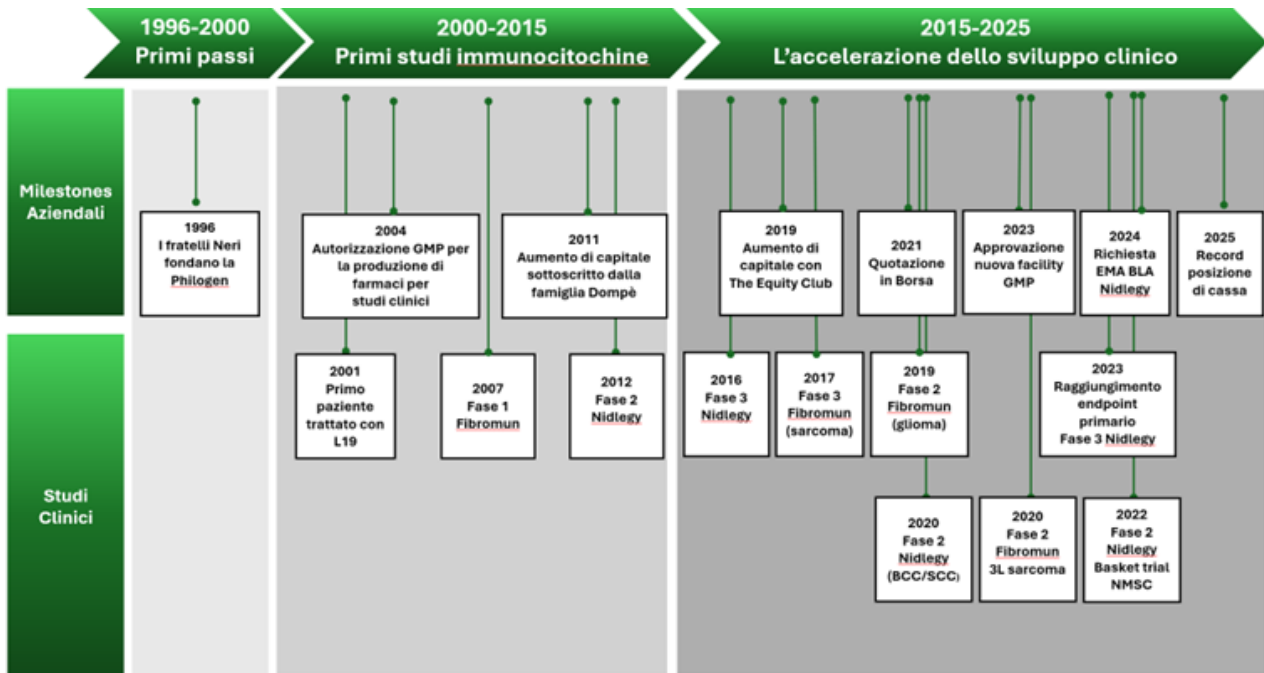 1996-2000
Primi passi
2000-2015
Primi studi immunocitochine
2015-2025
L'accelerazione dello sviluppo clinico
Milestones
Aziendali
1996
I fratelli Neri
fondano la
Philogen
2004
Autorizzazione GMP per
la produzione di
farmaci per
studi clinici
2011
Aumento di capitale
sottoscritto dalla
famiglia Dompè
2019
Aumento di
capitale con
The Equity Club
2021
Quotazione
in Borsa
2023
Approvazione
nuova facility
GMP
2024
Richiesta
EMA BLA
Nidlegy
2025
Record
posizione
di cassa
Studi
Clinici
2001
Primo
paziente
trattato con
L19
2007
Fase 1
Fibromun
2012
Fase 2
Nidlegy
2016
Fase 3
Nidlegy
2017
Fase 3
Fibromun
(sarcoma)
2019
Fase 2
Fibromun
(glioma)
2023
Raggiungimento
endpoint
primario
Fase 3 Nidlegy
2020
Fase 2
Nidlegy
(BCC/SCC)
2020
Fase 2
Fibromun
3L sarcoma
2022
Fase 2
Nidlegy
Basket trial
NMSC